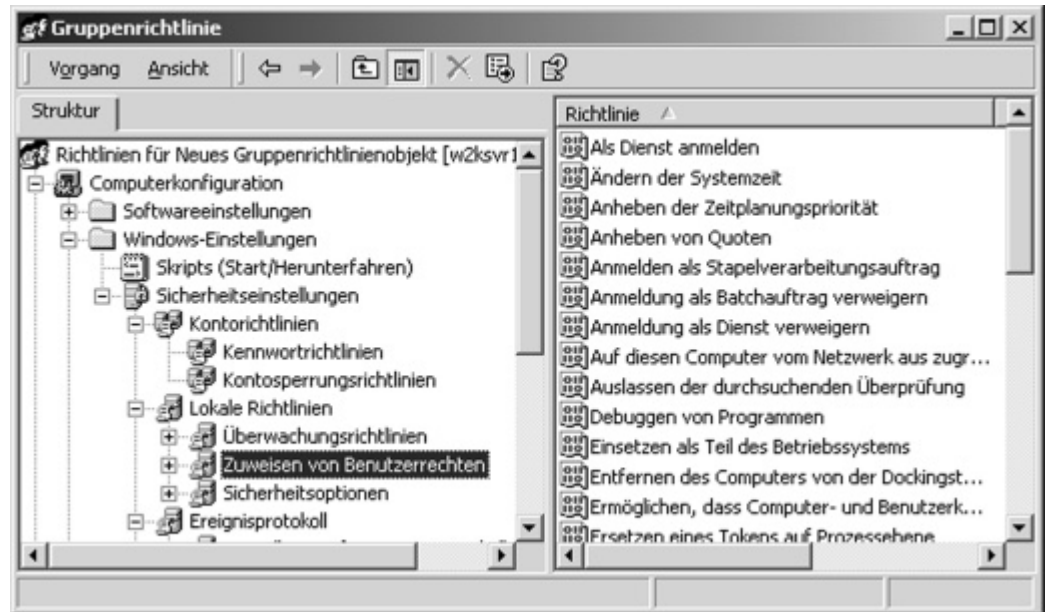 Gruppenrichtlinie
Vorgang Ansicht
Struktur
Richtlinien für Neues Gruppenrichtlinienobjekt [w2ksvr1
Computerkonfiguration
Softwareeinstellungen
Windows-Einstellungen
Skripts (Start/Herunterfahren)
Sicherheitseinstellungen
Kontorichtlinien
Kennwortrichtlinien
Kontosperrungsrichtlinien
Lokale Richtlinien
Überwachungsrichtlinien
Zuweisen von Benutzerrechten
Sicherheitsoptionen
Ereignisprotokoll
Richtlinie
Als Dienst anmelden
Ändern der Systemzeit
Anheben der Zeitplanungspriorität
Anheben von Quoten
Anmelden als Stapelverarbeitungsauftrag
Anmeldung als Batchauftrag verweigern
Anmeldung als Dienst verweigern
Auf diesen Computer vom Netzwerk aus zugr...
Auslassen der durchsuchenden Überprüfung
Debuggen von Programmen
Einsetzen als Teil des Betriebssystems
Entfernen des Computers von der Dockingst...
Ermöglichen, dass Computer- und Benutzerk...
Ersetzen eines Tokens auf Prozessebene